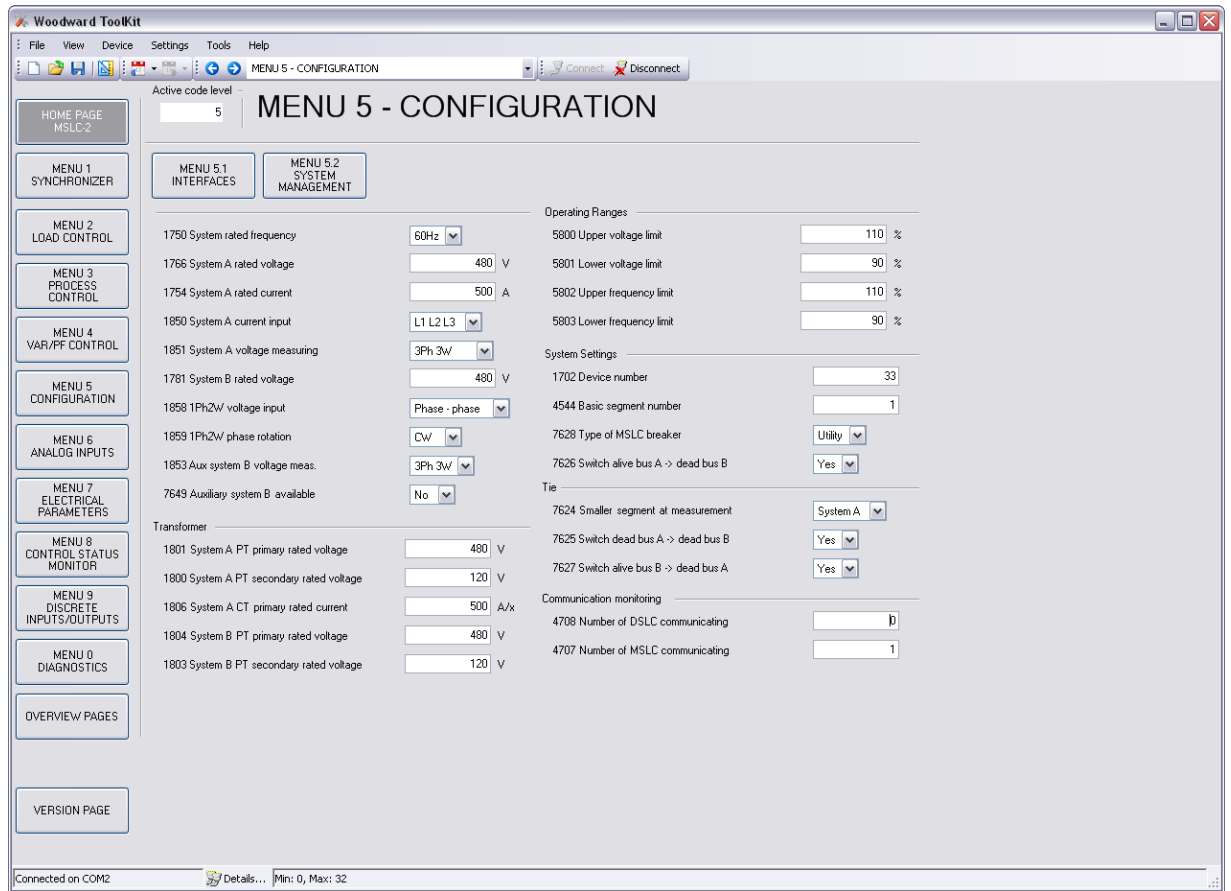 Woodward ToolKit
File View Device Settings Tools Help
MENU 5 - CONFIGURATION Connect Disconnect
Active code level
5
MENU 5 - CONFIGURATION
HOME PAGE
MSLC-2
MENU 1
SYNCHRONIZER
MENU 2
LOAD CONTROL
MENU 3
PROCESS
CONTROL
MENU 4
VAR/PF CONTROL
MENU 5
CONFIGURATION
MENU 6
ANALOG INPUTS
MENU 7
ELECTRICAL
PARAMETERS
MENU 8
CONTROL STATUS
MONITOR
MENU 9
DISCRETE
INPUTS/OUTPUTS
MENU 0
DIAGNOSTICS
OVERVIEW PAGES
VERSION PAGE
MENU 5.1
INTERFACES
MENU 5.2
SYSTEM
MANAGEMENT
1750 System rated frequency 60Hz
1766 System A rated voltage 480 V
1754 System A rated current 500 A
1850 System A current input L1 L2 L3
1851 System A voltage measuring 3Ph 3W
1781 System B rated voltage 480 V
1858 1Ph2W voltage input Phase - phase
1859 1Ph2W phase rotation CW
1853 Aux system B voltage meas. 3Ph 3W
7649 Auxiliary system B available No
Transformer
1801 System A PT primary rated voltage 480 V
1800 System A PT secondary rated voltage 120 V
1806 System A CT primary rated current 500 A/x
1804 System B PT primary rated voltage 480 V
1803 System B PT secondary rated voltage 120 V
Operating Ranges
5800 Upper voltage limit 110 %
5801 Lower voltage limit 90 %
5802 Upper frequency limit 110 %
5803 Lower frequency limit 90 %
System Settings
1702 Device number 33
4544 Basic segment number 1
7628 Type of MSLC breaker Utility
7626 Switch alive bus A -> dead bus B Yes
Tie
7624 Smaller segment at measurement System A
7625 Switch dead bus A -> dead bus B Yes
7627 Switch alive bus B -> dead bus A Yes
Communication monitoring
4708 Number of DSLC communicating 0
4707 Number of MSLC communicating 1
Connected on COM2 Details... Min: 0, Max: 32